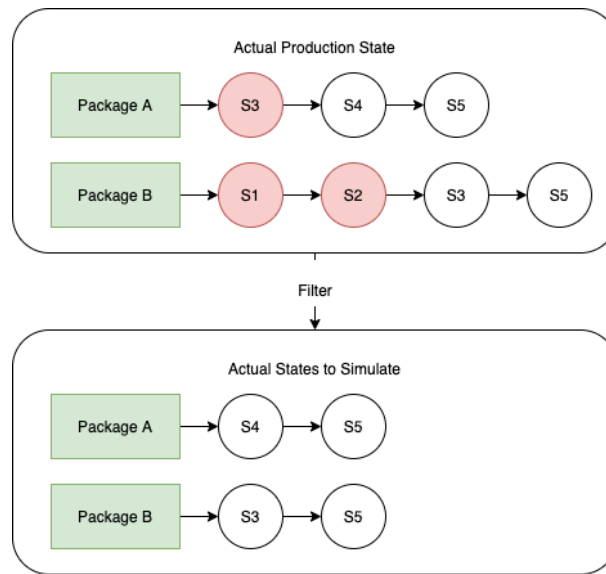 Actual Production State
Package A S3 S4 S5
Package B S1 S2 S3 S5
Filter
Actual States to Simulate
Package A S4 S5
Package B S3 S5